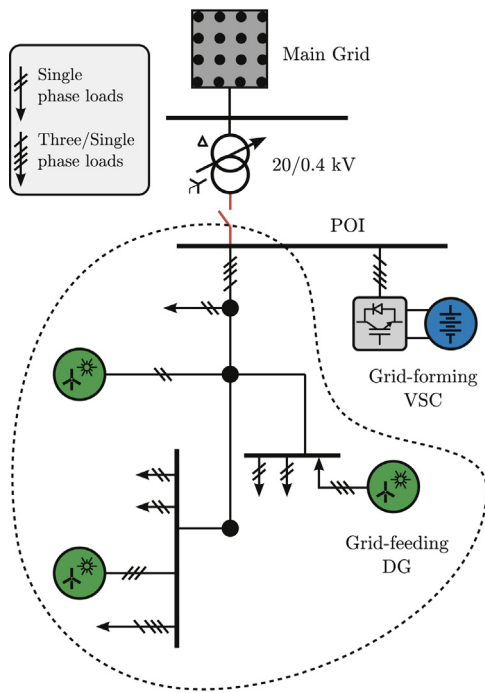 Main Grid
Single
phase loads
Three/Single
phase loads
20/0.4 kV
POI
Grid-forming
VSC
Grid-feeding
DG